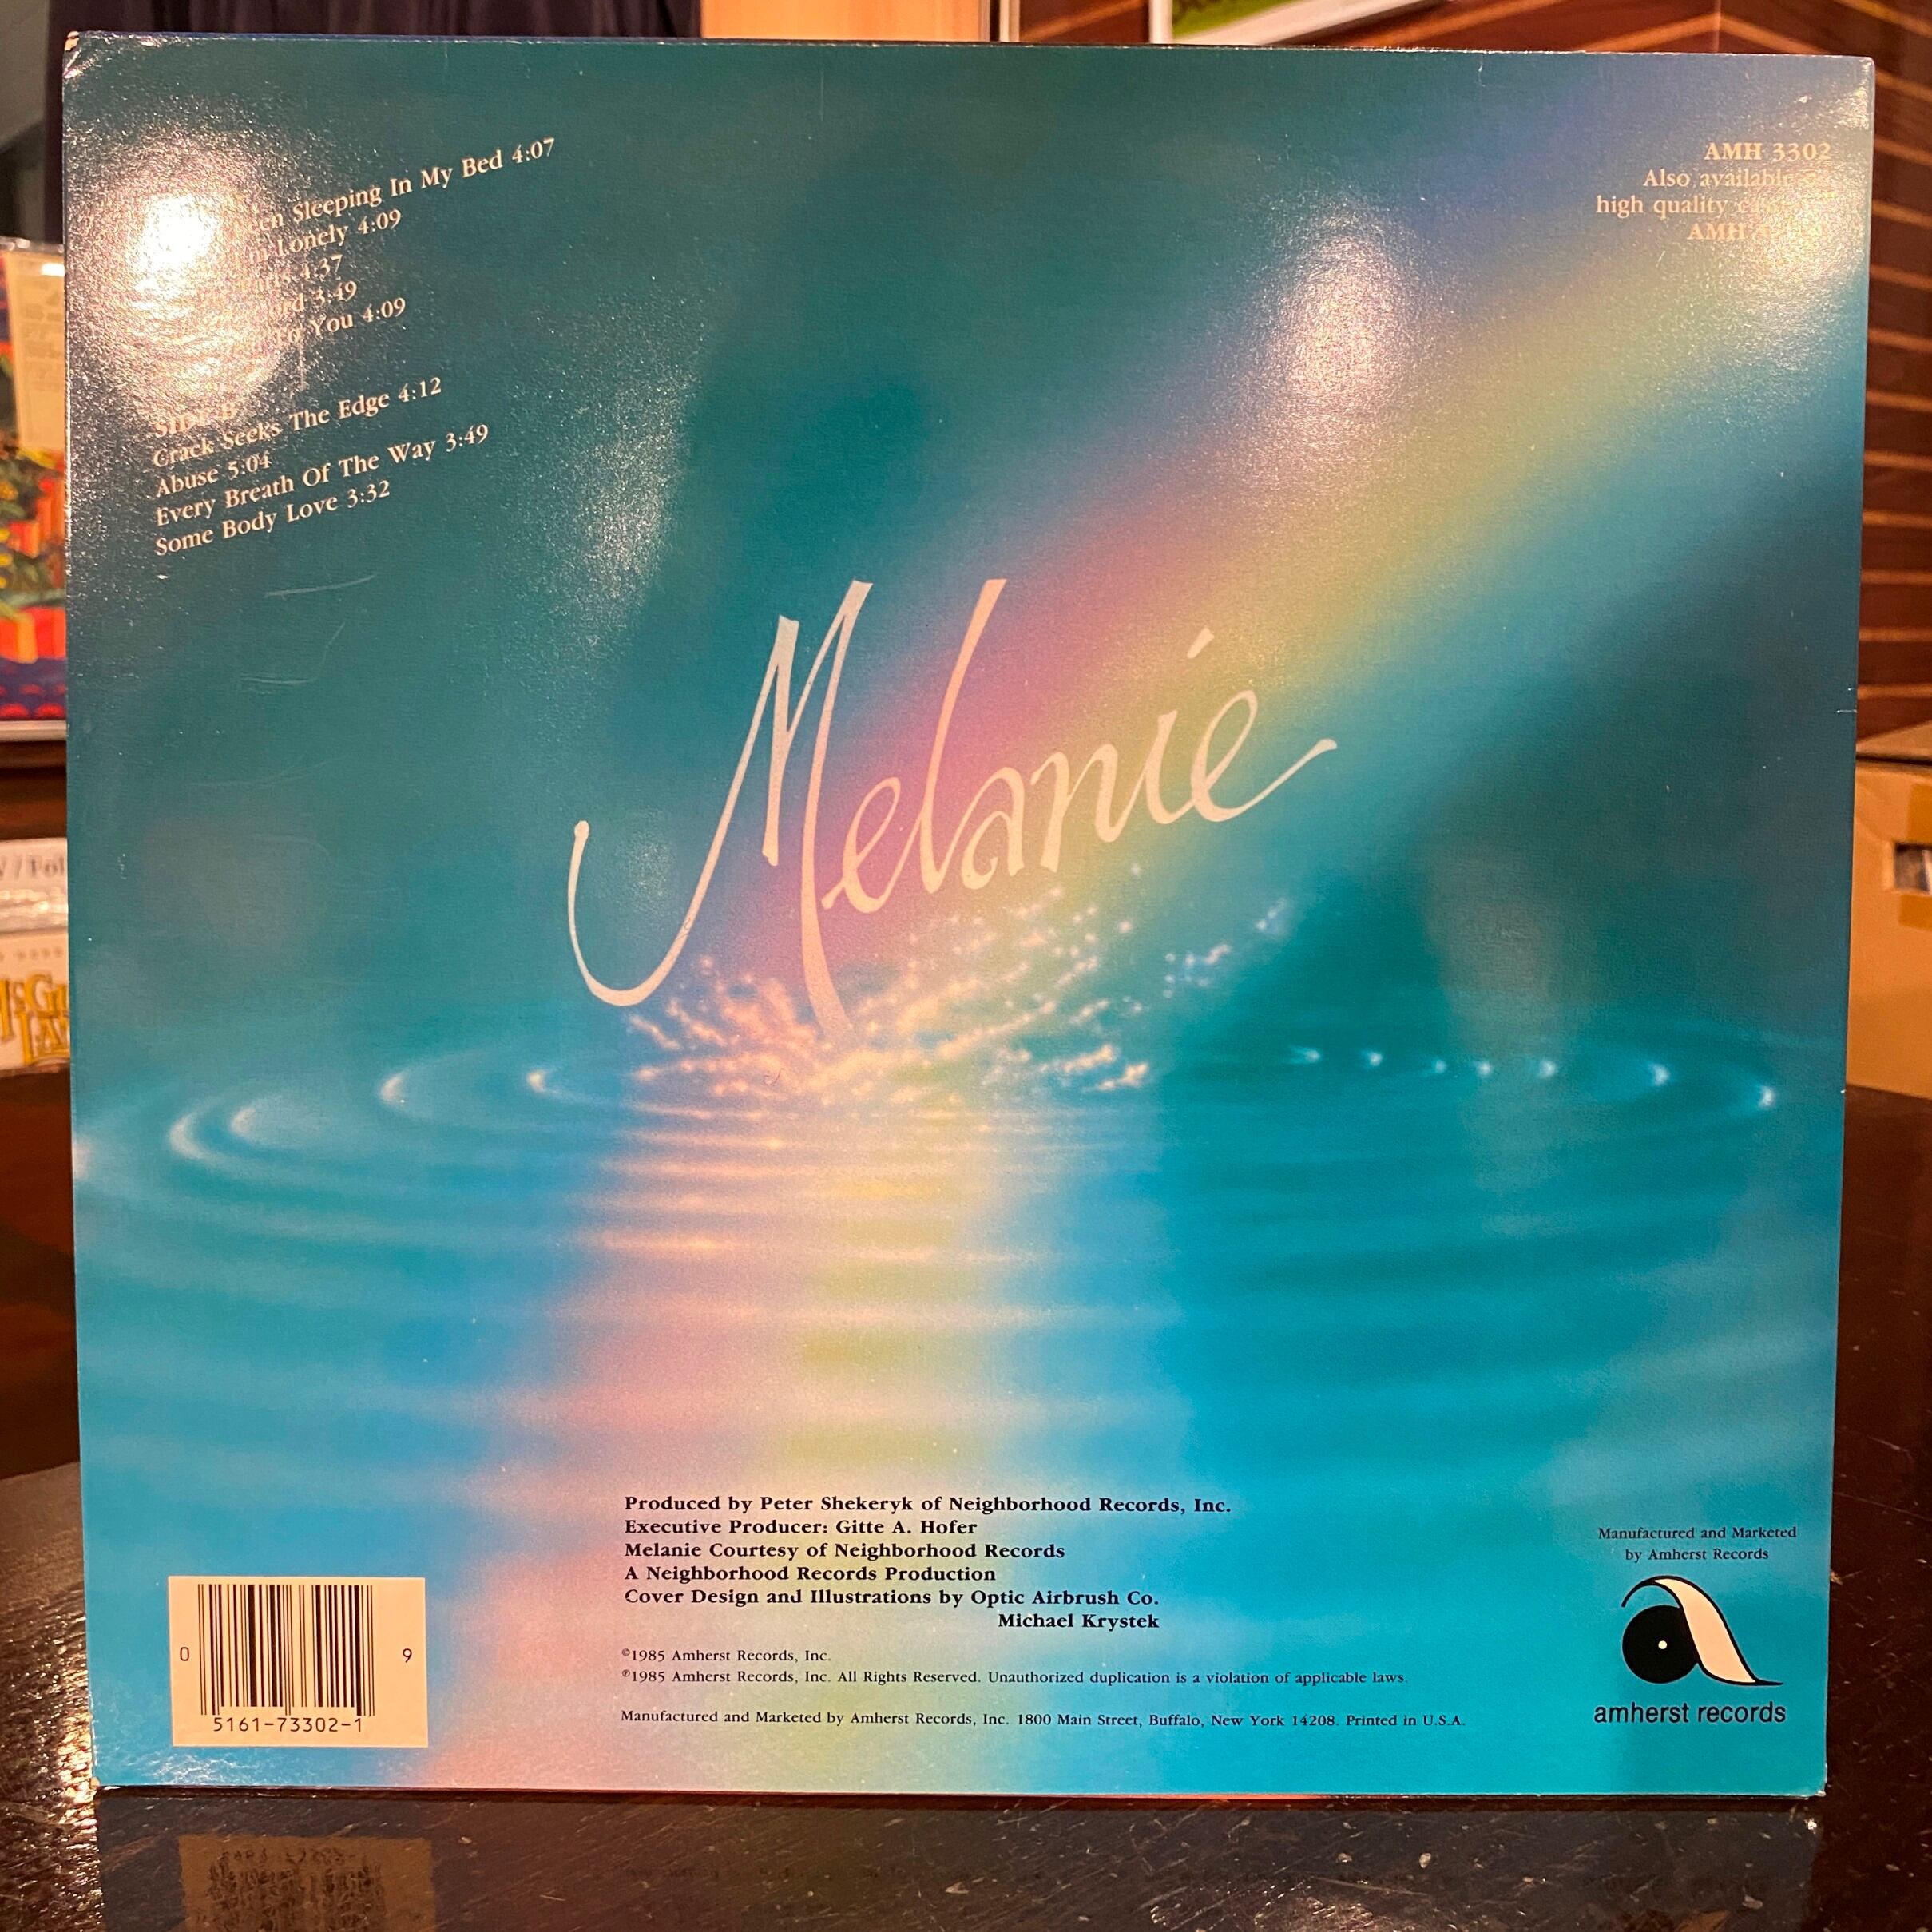 Sleeping In My Bed 4:07
Lonely 4:09
4:37
3:49
You 4:09
Crack Seeks The Edge 4:12
Abuse 5:04
Every Breath Of The Way 3:49
Some Body Love 3:32
AMH 3302
Also available
high quality
AMH
Melanie
Produced by Peter Shekeryk of Neighborhood Records, Inc.
Executive Producer: Gitte A. Hofer
Melanie Courtesy of Neighborhood Records
A Neighborhood Records Production
Cover Design and Illustrations by Optic Airbrush Co.
Michael Krystek
©1985 Amherst Records, Inc.
℗1985 Amherst Records, Inc. All Rights Reserved. Unauthorized duplication is a violation of applicable laws.
Manufactured and Marketed by Amherst Records, Inc. 1800 Main Street, Buffalo, New York 14208. Printed in U.S.A.
Manufactured and Marketed
by Amherst Records
amherst records
0 9
5161-73302-1